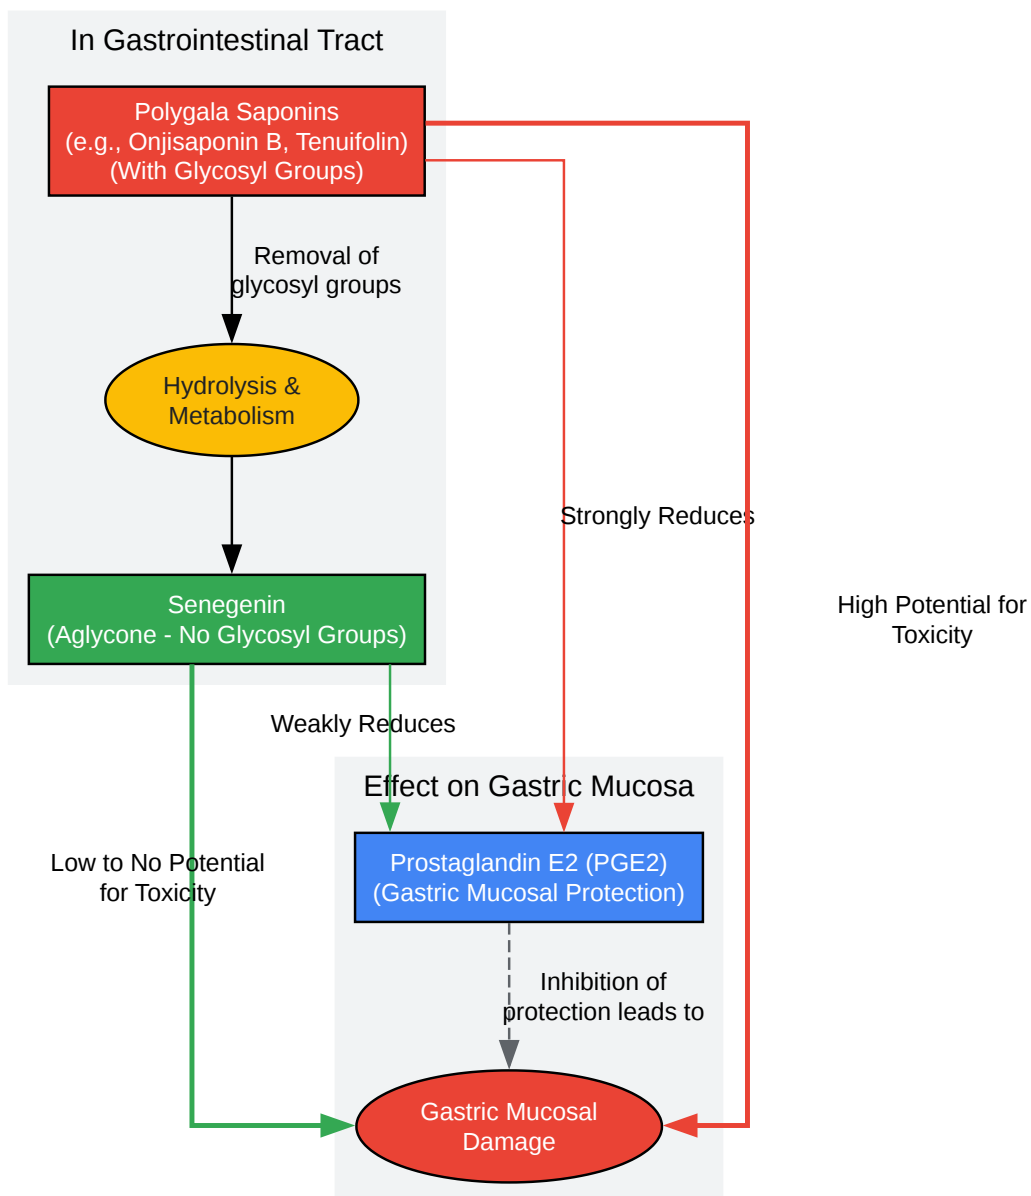 In Gastrointestinal Tract
Polygala Saponins
(e.g., Onjisaponin B, Tenuifolin)
(With Glycosyl Groups)
Removal of
glycosyl groups
Hydrolysis &
Metabolism
Strongly Reduces
Senegenin
(Aglycone - No Glycosyl Groups)
High Potential for
Toxicity
Weakly Reduces
Effect on Gastric Mucosa
Low to No Potential
for Toxicity
Prostaglandin E2 (PGE2)
(Gastric Mucosal Protection)
Inhibition of
protection leads to
Gastric Mucosal
Damage